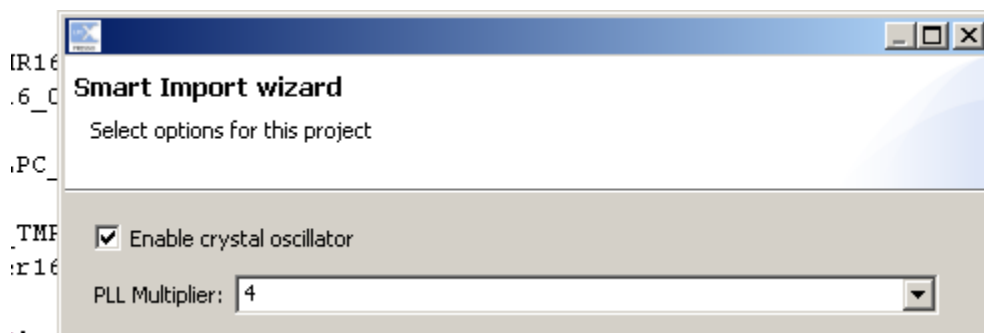 Smart Import wizard
Select options for this project
Enable crystal oscillator
PLL Multiplier: 4